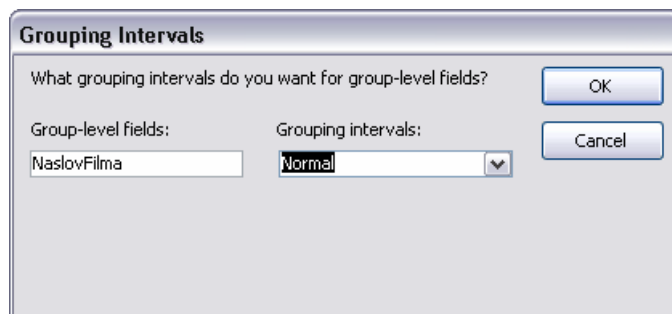 Grouping Intervals
What grouping intervals do you want for group-level fields?
OK
Group-level fields:
Grouping intervals:
Cancel
NaslovFilma
Normal